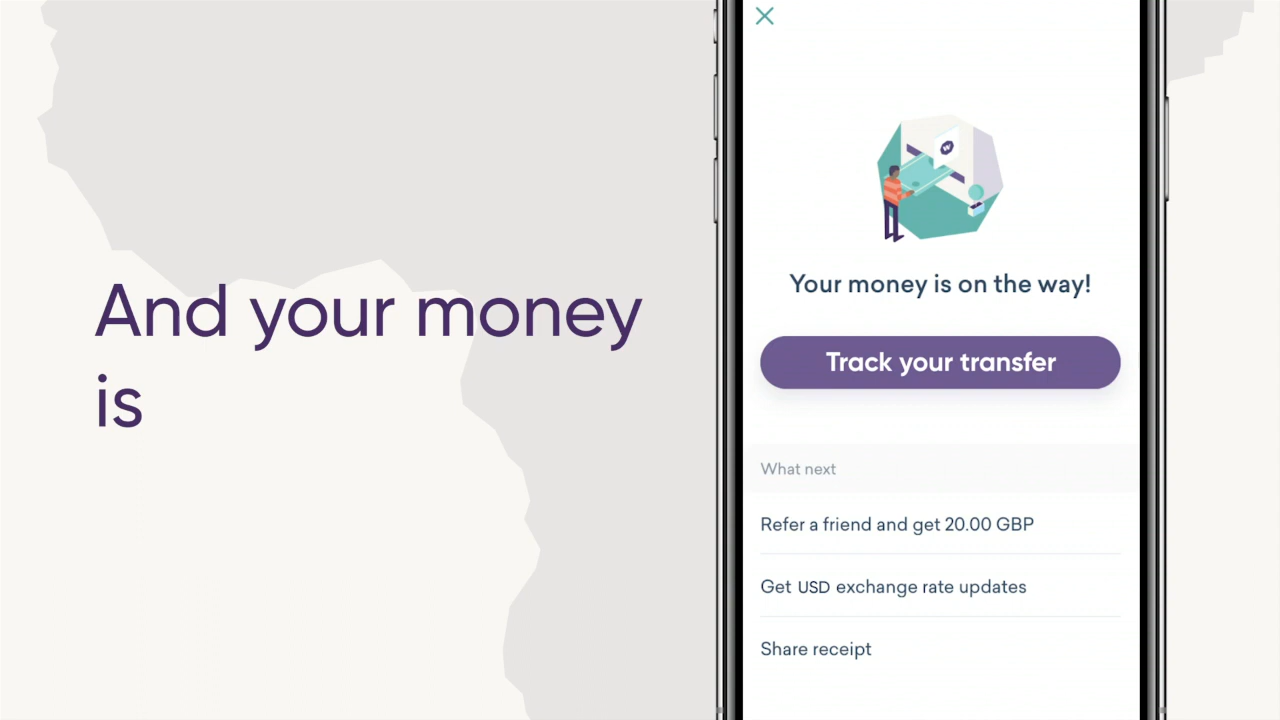 And your money
is
W
Your money is on the way!
Track your transfer
What next
Refer a friend and get 20.00 GBP
Get USD exchange rate updates
Share receipt